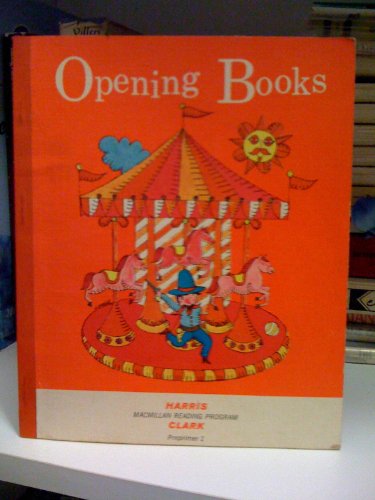 Opening Books
HARRIS
MACMILLAN READING PROGRAM
CLARK
Preprimer 2